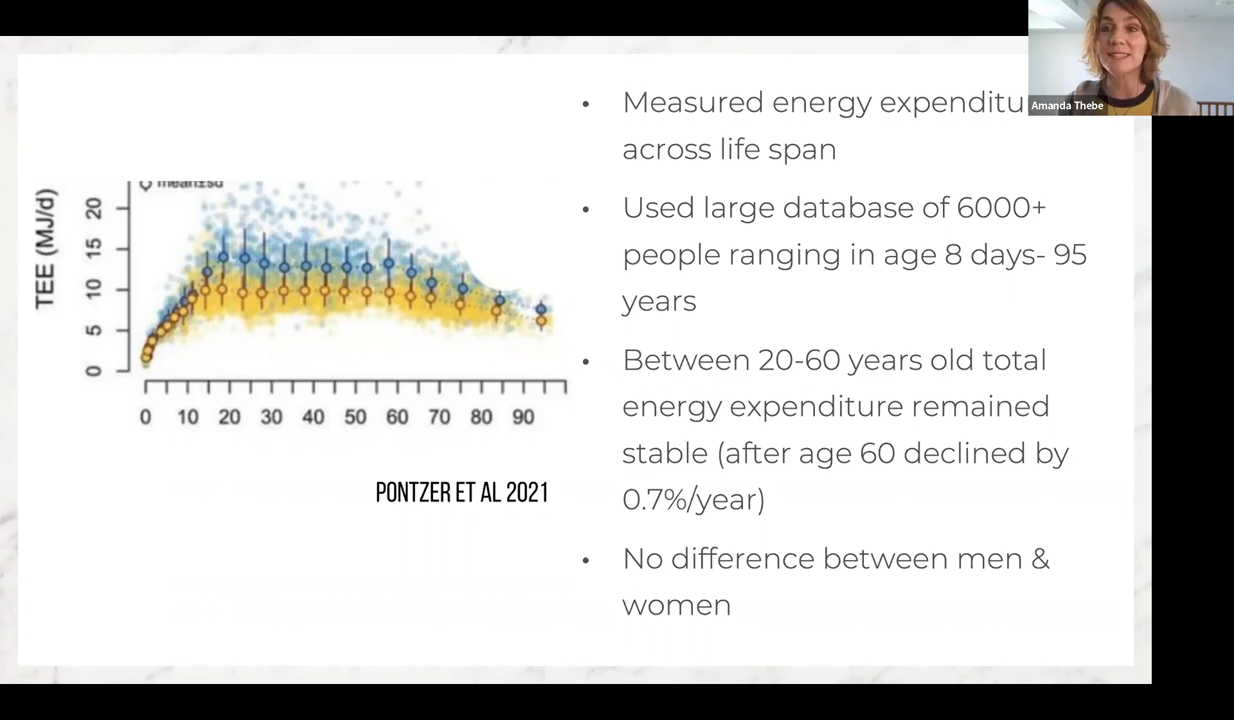 Amanda Thebe
• Measured energy expenditu
across life span
• Used large database of 6000+
people ranging in age 8 days- 95
years
• Between 20-60 years old total
energy expenditure remained
stable (after age 60 declined by
0.7%/year)
• No difference between men &
women
mean±sd
TEE (MJ/d)
20
15
10
5
0
0 10 20 30 40 50 60 70 80 90
PONTZER ET AL 2021